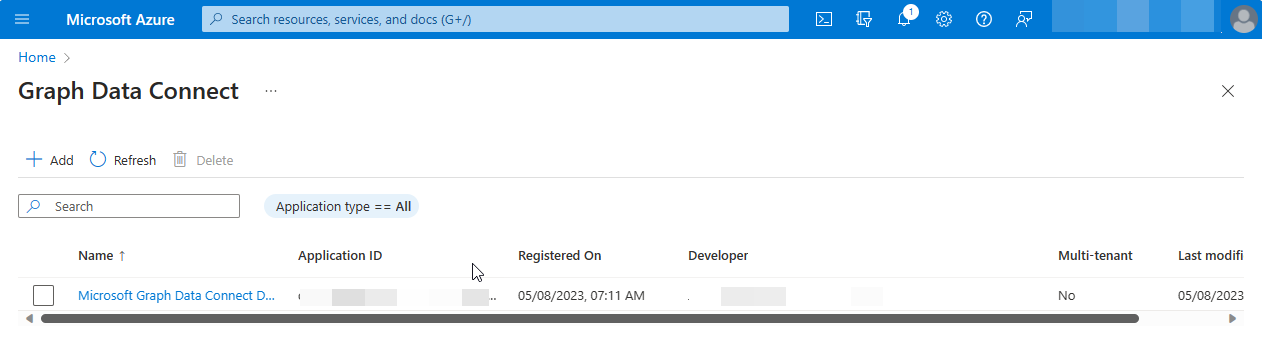 Microsoft Azure Search resources, services, and docs (G+/) 1
Home >
Graph Data Connect ...
+ Add Refresh Delete
Search Application type == All
Name ↑ Application ID Registered On Developer Multi-tenant Last modifi
Microsoft Graph Data Connect D... ... 05/08/2023, 07:11 AM No 05/08/2023